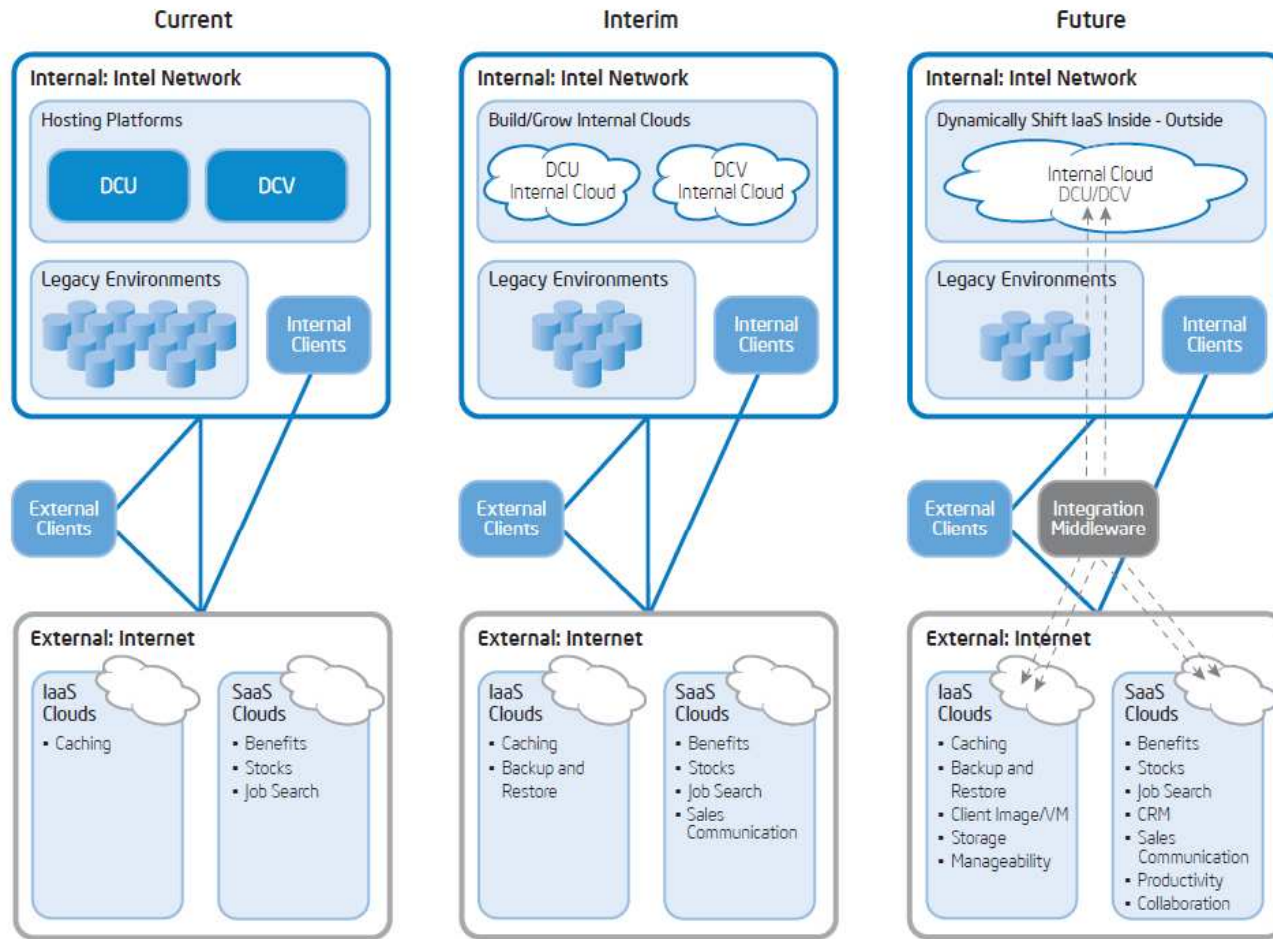 Current
Internal: Intel Network
Hosting Platforms
DCU
DCV
Legacy Environments
Internal
Clients
External
Clients
External: Internet
IaaS
Clouds
▪ Caching
SaaS
Clouds
▪ Benefits
▪ Stocks
▪ Job Search
Interim
Internal: Intel Network
Build/Grow Internal Clouds
DCU
Internal Cloud
DCV
Internal Cloud
Legacy Environments
Internal
Clients
External
Clients
External: Internet
IaaS
Clouds
▪ Caching
▪ Backup and
Restore
SaaS
Clouds
▪ Benefits
▪ Stocks
▪ Job Search
▪ Sales
Communication
Future
Internal: Intel Network
Dynamically Shift IaaS Inside - Outside
Internal Cloud
DCU/DCV
Legacy Environments
Internal
Clients
External
Clients
Integration
Middleware
External: Internet
IaaS
Clouds
▪ Caching
▪ Backup and
Restore
▪ Client Image/VM
▪ Storage
▪ Manageability
SaaS
Clouds
▪ Benefits
▪ Stocks
▪ Job Search
▪ CRM
▪ Sales
Communication
▪ Productivity
▪ Collaboration